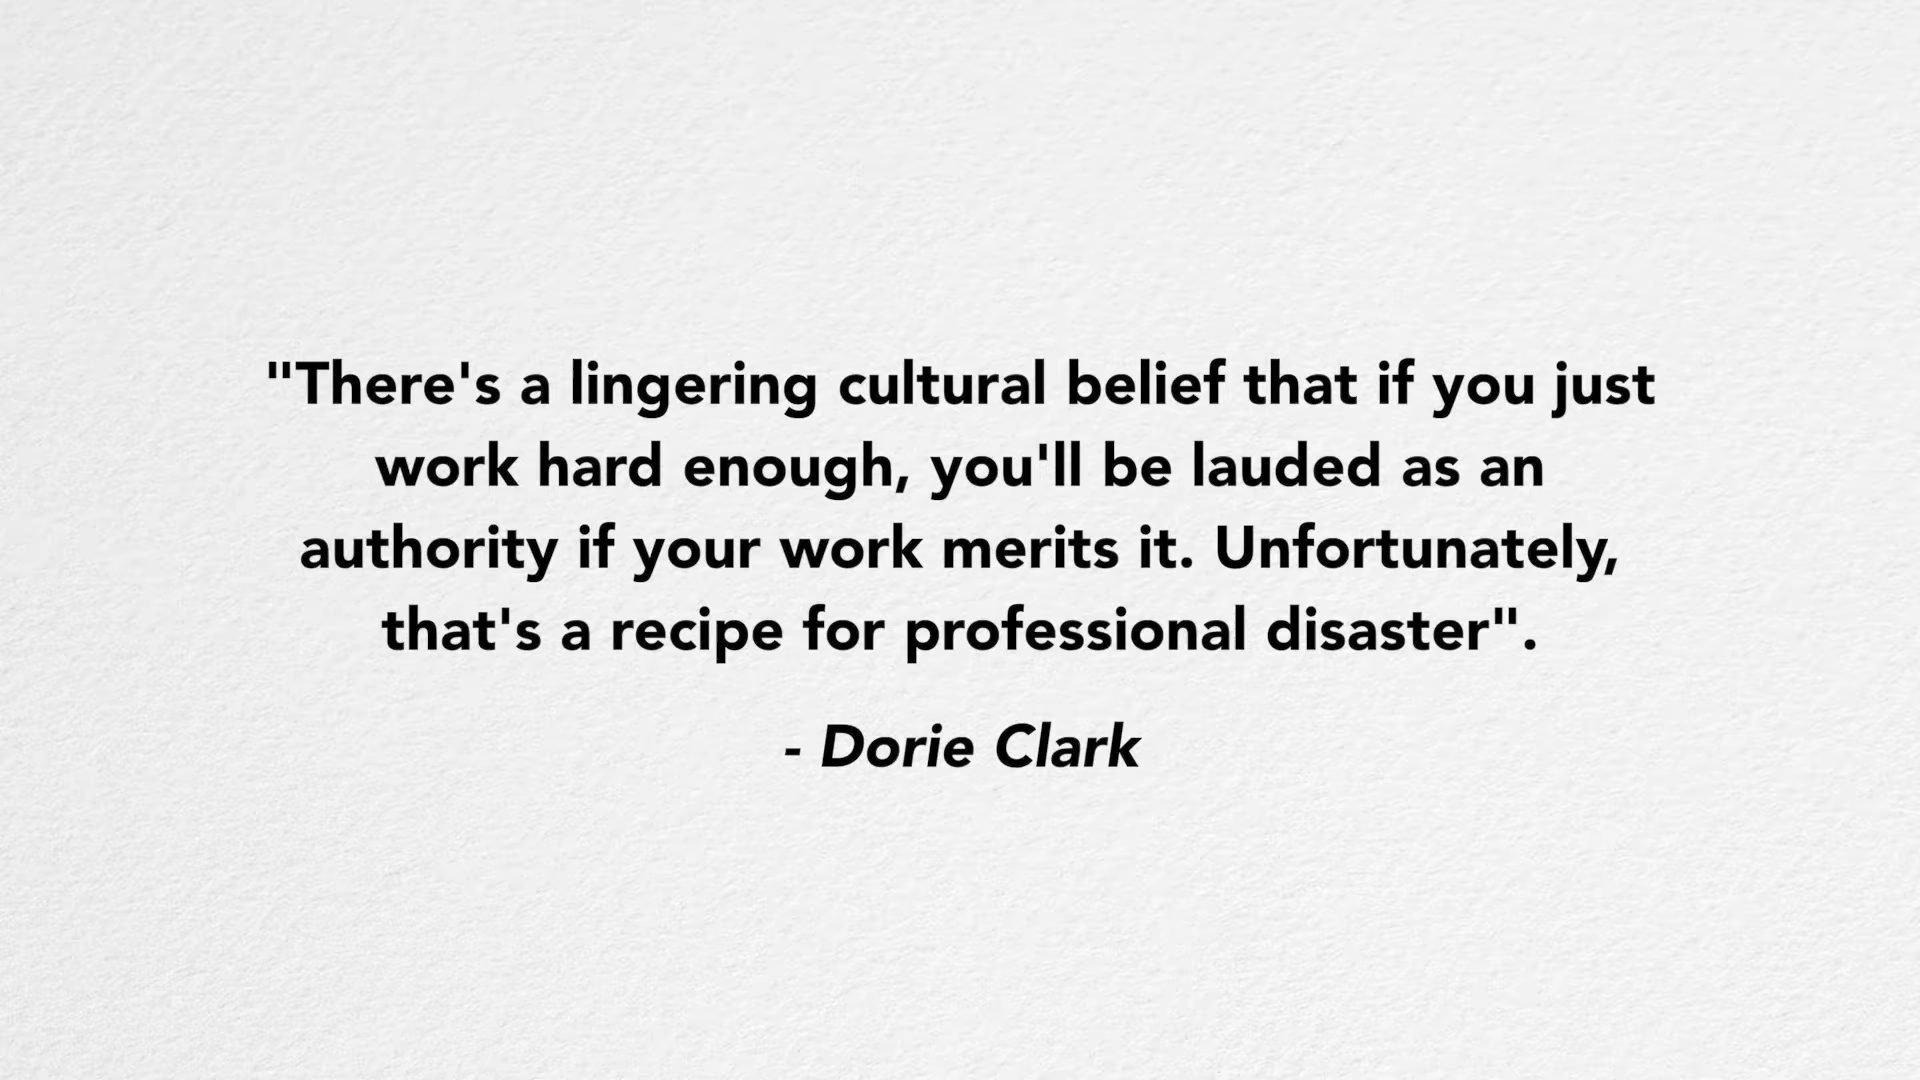 "There's a lingering cultural belief that if you just
work hard enough, you'll be lauded as an
authority if your work merits it. Unfortunately,
that's a recipe for professional disaster".
- Dorie Clark